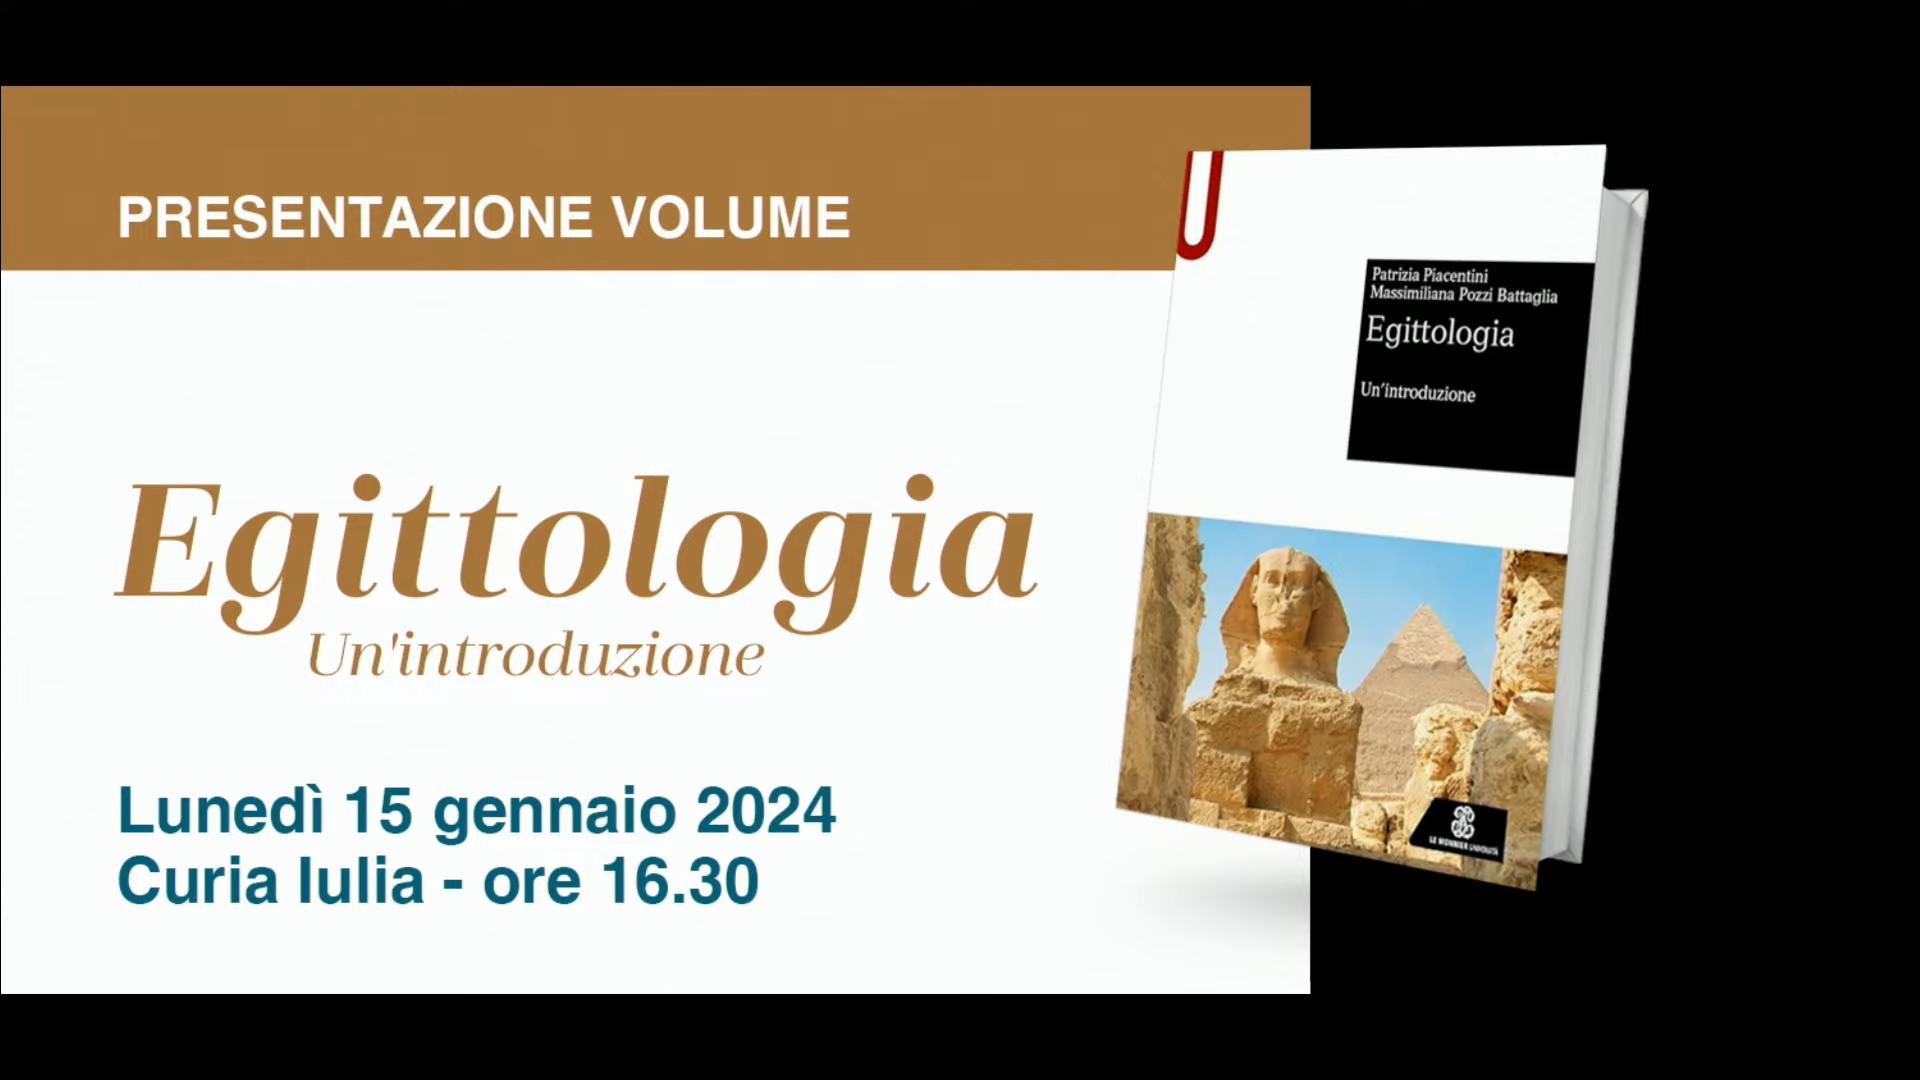 PRESENTAZIONE VOLUME
Egittologia
Un'introduzione
Lunedì 15 gennaio 2024
Curia Iulia - ore 16.30
U
Patrizia Piacentini
Massimiliana Pozzi Battaglia
Egittologia
Un'introduzione
LE MONNIER UNIVERSITÀ